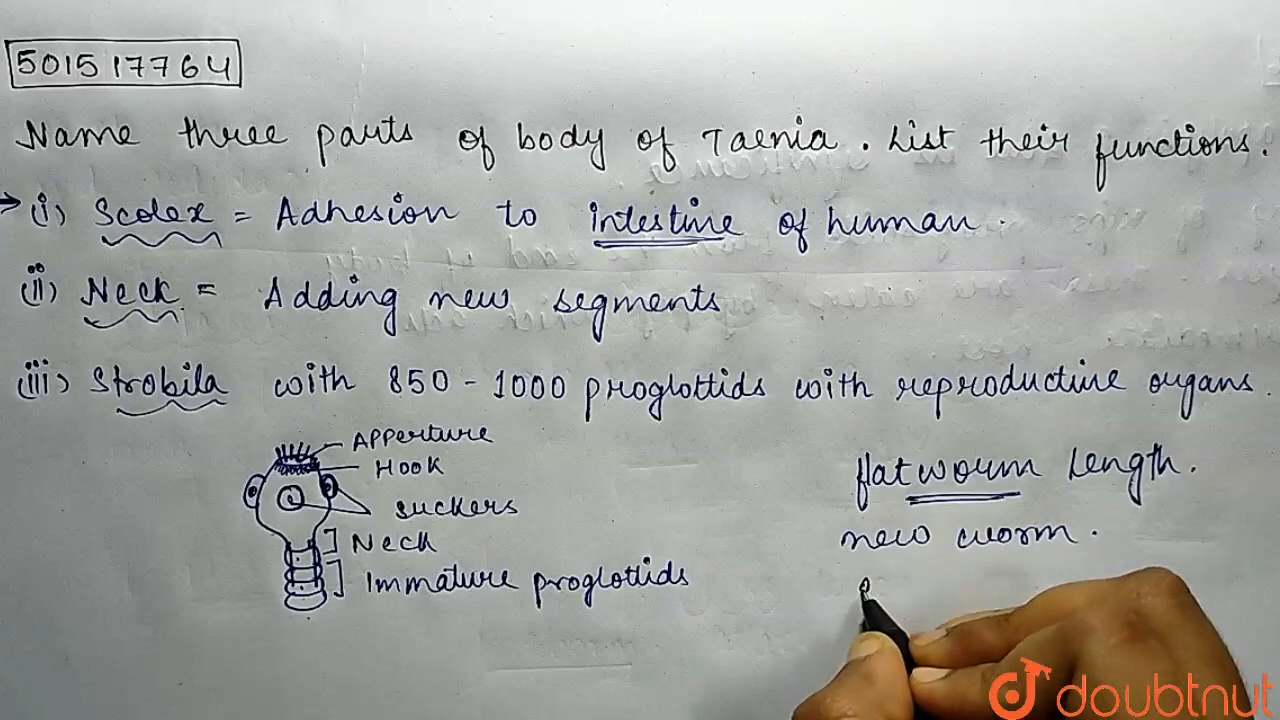 501517764
Name three parts of body of Taenia. List their functions.
→ (i) Scolex = Adhesion to intestine of human.
(ii) Neck = Adding new segments
(iii) Strobila with 850-1000 proglottids with reproductive organs.
Apperture
Hook
suckers
Neck
Immature proglottids
flatworm Length.
new worm.
doubtnut